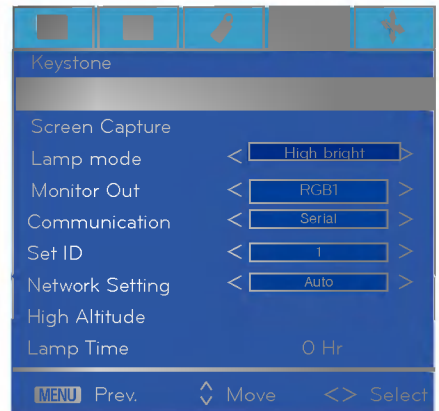 Keystone
Screen Capture
Lamp mode < High bright >
Monitor Out < RGB1 >
Communication < Serial >
Set ID < 1 >
Network Setting < Auto >
High Altitude
Lamp Time 0 Hr
MENU Prev. Move <> Select